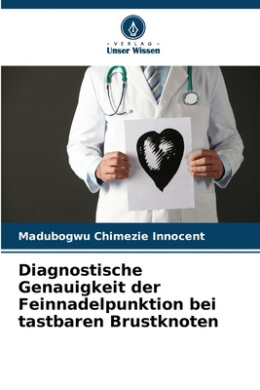 VERLAG
Unser Wissen
Madubogwu Chimezie Innocent
Diagnostische
Genauigkeit der
Feinnadelpunktion bei
tastbaren Brustknoten